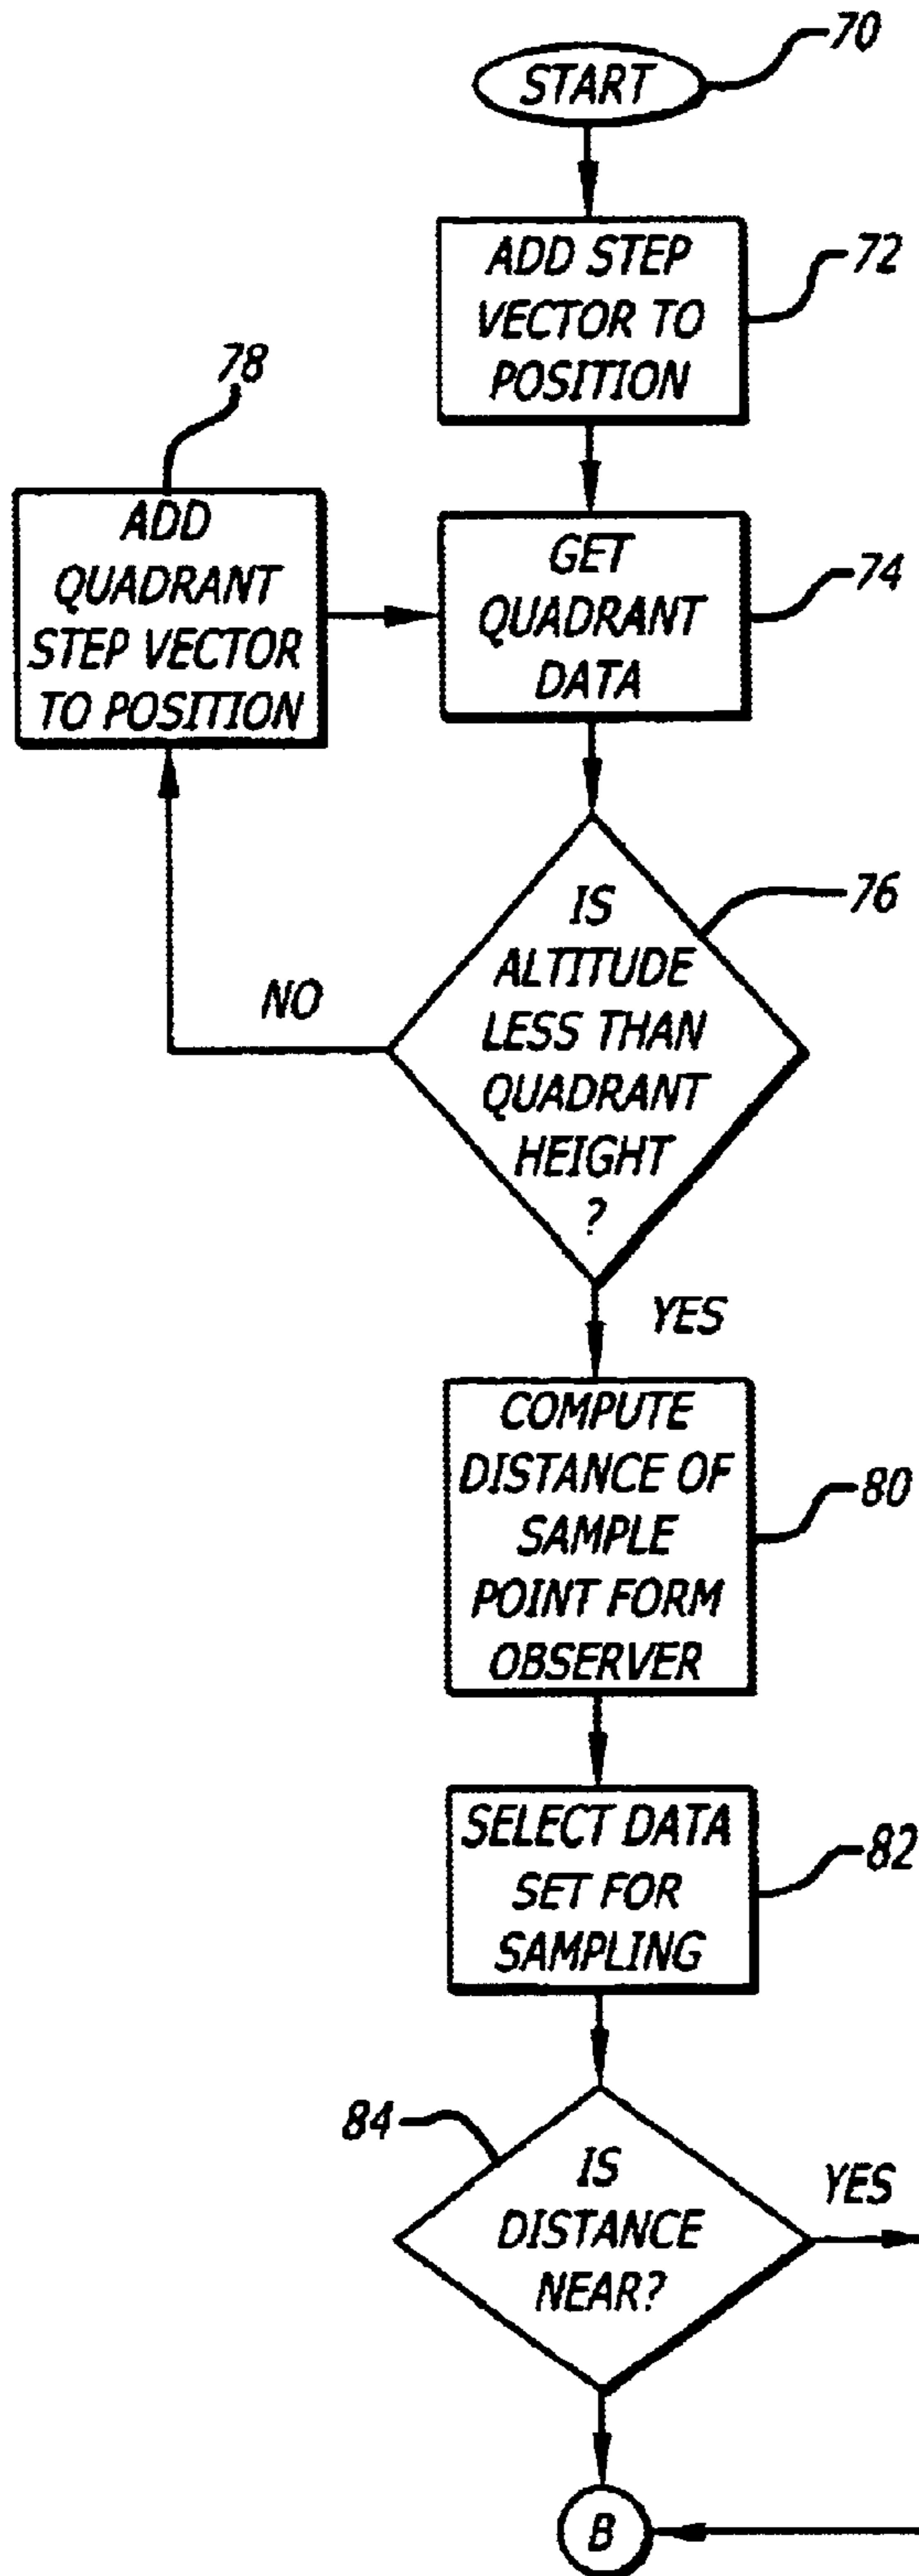 70
START
ADD STEP
VECTOR TO
POSITION
72
78
ADD
QUADRANT
STEP VECTOR
TO POSITION
GET
QUADRANT
DATA
74
IS
ALTITUDE
LESS THAN
QUADRANT
HEIGHT
?
76
NO
YES
COMPUTE
DISTANCE OF
SAMPLE
POINT FORM
OBSERVER
80
SELECT DATA
SET FOR
SAMPLING
82
84
IS
DISTANCE
NEAR?
YES
B